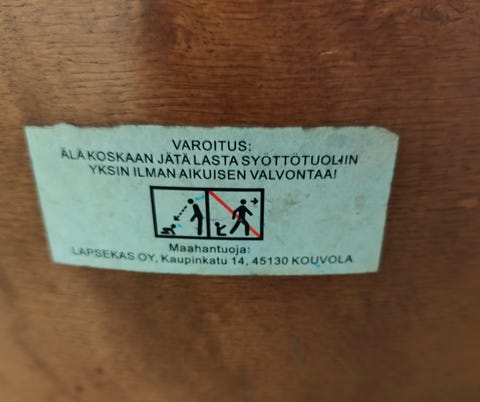 VAROITUS:
ÄLÄ KOSKAAN JÄTÄ LASTA SYÖTTÖTUOLIIN
YKSIN ILMAN AIKUISEN VALVONTAA!
Maahantuoja:
LAPSEKAS OY, Kaupinkatu 14, 45130 KOUVOLA